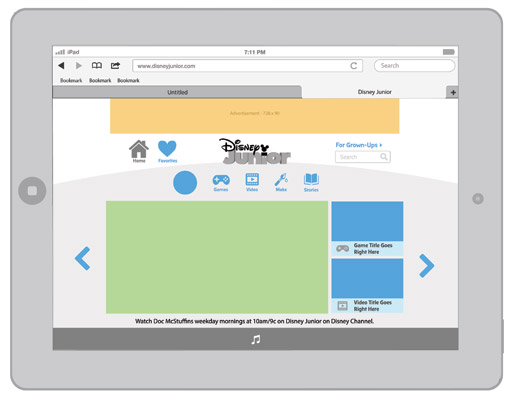 iPad
7:11 PM
www.disneyjunior.com
Search
Bookmark Bookmark Bookmark
Untitled
Disney Junior
+
Advertisement - 728 x 90
Home
Favorites
Disney
Junior
For Grown-Ups
Search
Games
Video
Make
Stories
Game Title Goes
Right Here
Video Title Goes
Right Here
Watch Doc McStuffins weekday mornings at 10am/9c on Disney Junior on Disney Channel.